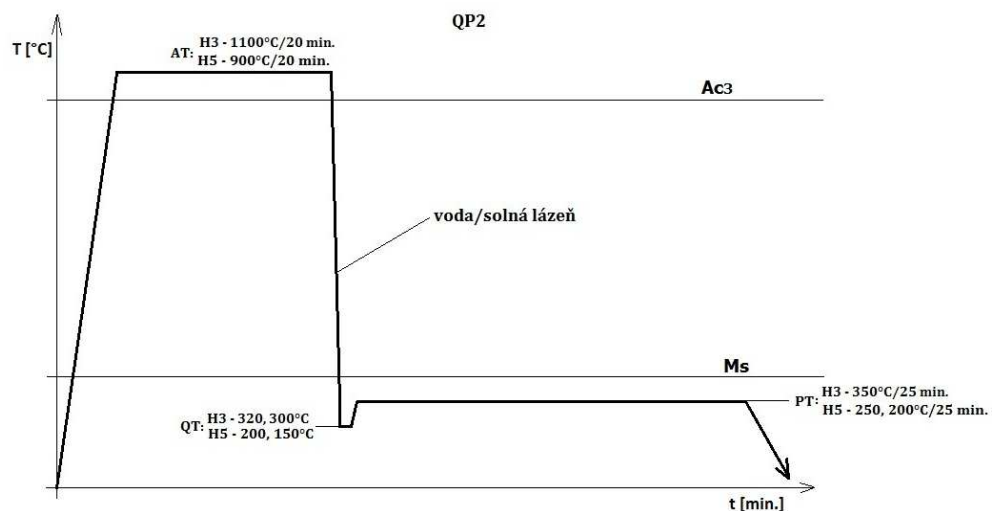 QP2
T [°C]
AT: H3 - 1100°C/20 min.
H5 - 900°C/20 min.
Ac3
voda/solná lázeň
Ms
QT: H3 - 320, 300°C
H5 - 200, 150°C
PT: H3 - 350°C/25 min.
H5 - 250, 200°C/25 min.
t [min.]